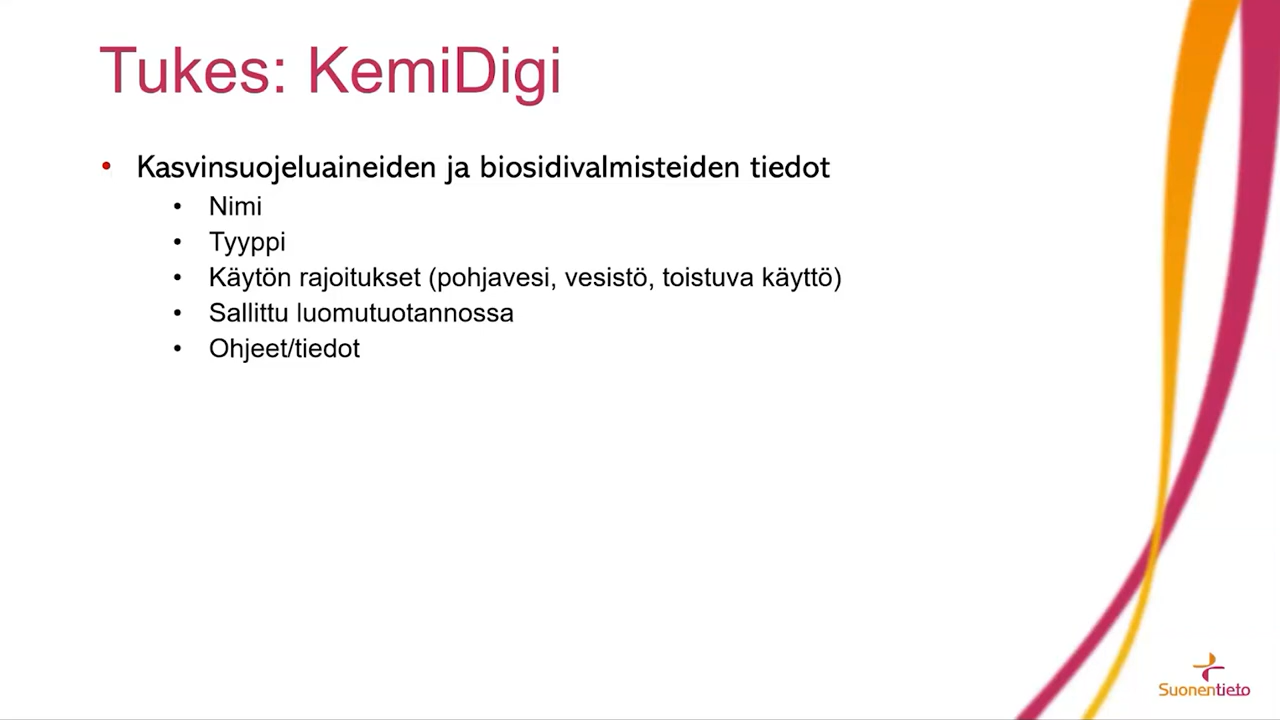 Tukes: KemiDigi
• Kasvinsuojeluaineiden ja biosidivalmisteiden tiedot
• Nimi
• Tyyppi
• Käytön rajoitukset (pohjavesi, vesistö, toistuva käyttö)
• Sallittu luomutuotannossa
• Ohjeet/tiedot
Suonentieto